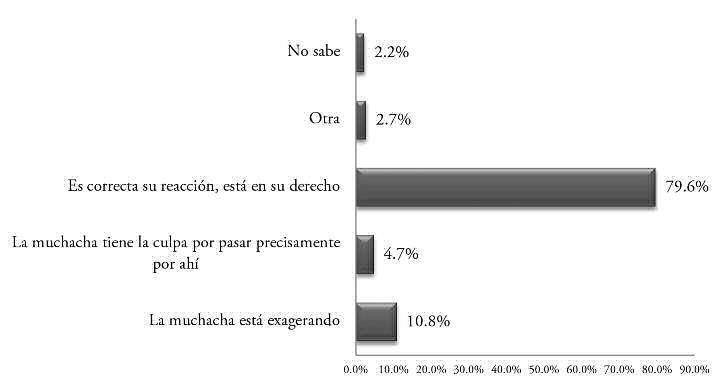 No sabe 2.2%
Otra 2.7%
Es correcta su reacción, está en su derecho 79.6%
La muchacha tiene la culpa por pasar precisamente
por ahí 4.7%
La muchacha está exagerando 10.8%
0.0% 10.0% 20.0% 30.0% 40.0% 50.0% 60.0% 70.0% 80.0% 90.0%